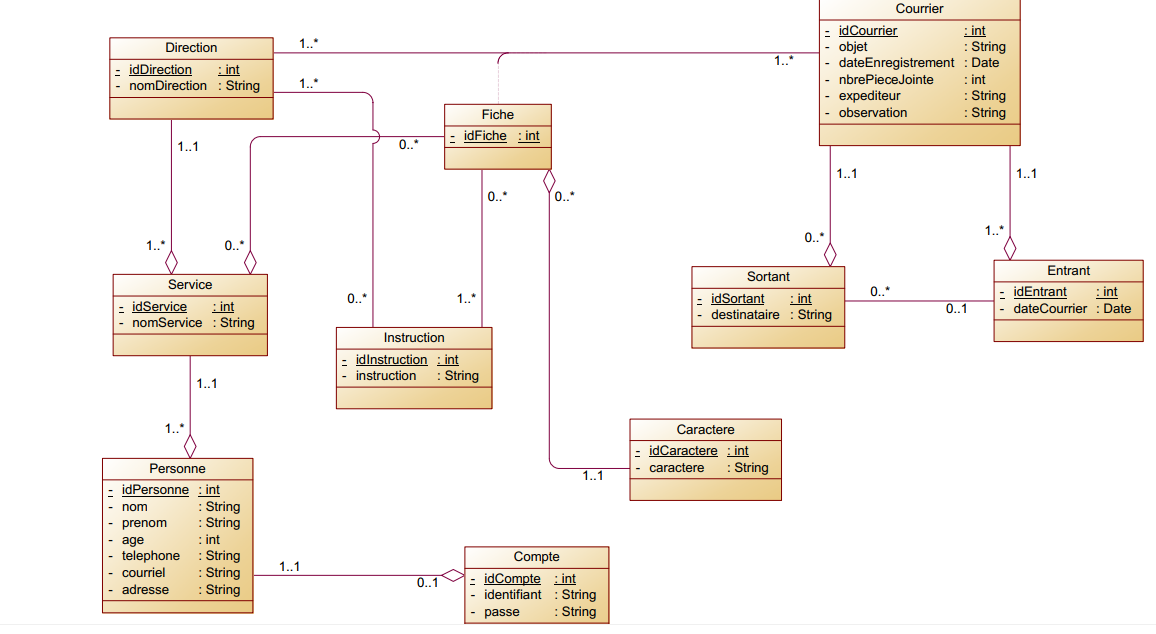 Courrier
- idCourrier : int
- objet : String
- dateEnregistrement : Date
- nbrePieceJointe : int
- expediteur : String
- observation : String
Direction
- idDirection : int
- nomDirection : String
1..*
1..*
1..*
Fiche
- idFiche : int
1..1
0..*
0..*
0..*
1..*
0..*
1..1
1..1
0..*
1..*
Service
- idService : int
- nomService : String
0..*
1..*
Sortant
- idSortant : int
- destinataire : String
0..*
0..1
Entrant
- idEntrant : int
- dateCourrier : Date
Instruction
- idInstruction : int
- instruction : String
1..1
1..*
Caractere
- idCaractere : int
- caractere : String
1..1
Personne
- idPersonne : int
- nom : String
- prenom : String
- age : int
- telephone : String
- courriel : String
- adresse : String
1..1
0..1
Compte
- idCompte : int
- identifiant : String
- passe : String